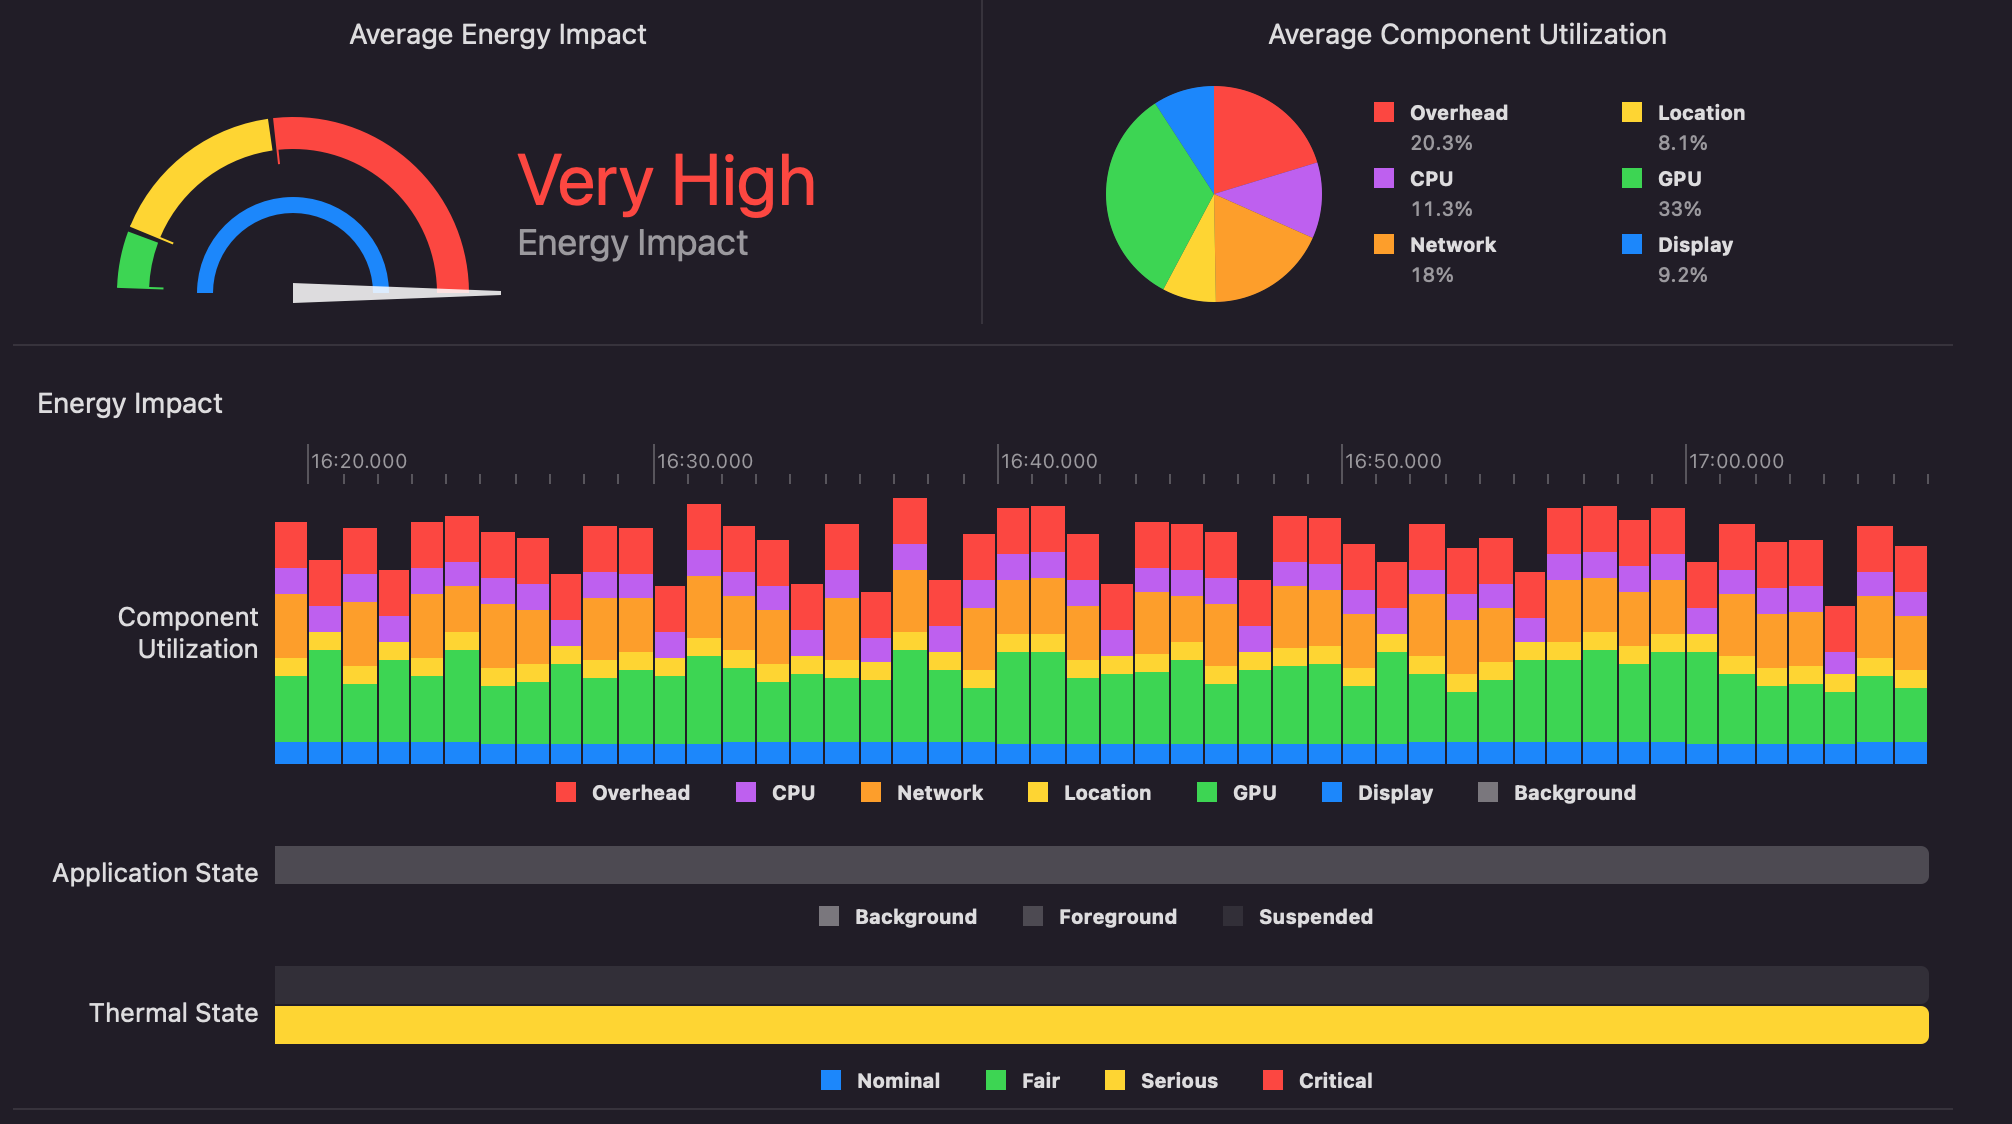 Average Energy Impact
Very High
Energy Impact
Average Component Utilization
Overhead
20.3%
Location
8.1%
CPU
11.3%
GPU
33%
Network
18%
Display
9.2%
Energy Impact
16:20.000 16:30.000 16:40.000 16:50.000 17:00.000
Component
Utilization
Overhead CPU Network Location GPU Display Background
Application State
Background Foreground Suspended
Thermal State
Nominal Fair Serious Critical